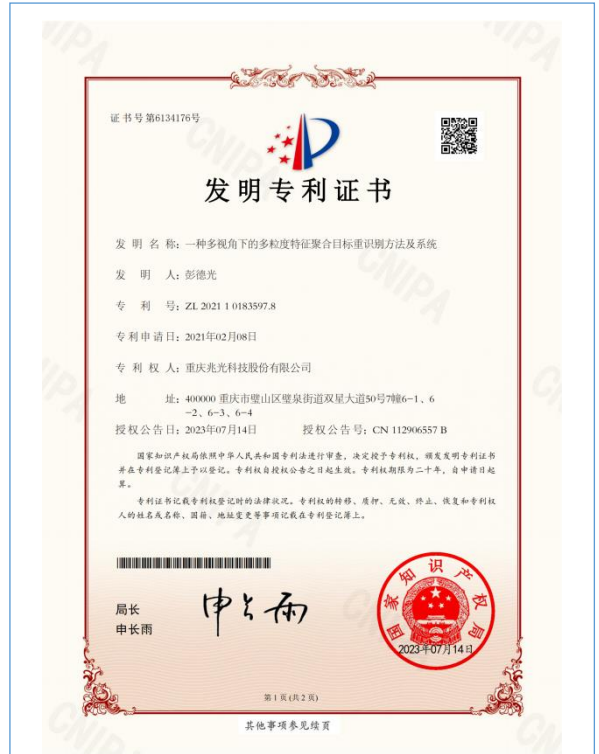 证书号第6134176号
发明专利证书
发明名称：一种多视角下的多粒度特征聚合目标重识别方法及系统
发明人：彭德光
专利号：ZL 2021 1 0183597.8
专利申请日：2021年02月08日
专利权人：重庆兆光科技股份有限公司
地址：400000 重庆市璧山区璧泉街道双星大道50号7幢6-1、6
-2、6-3、6-4
授权公告日：2023年07月14日 授权公告号：CN 112906557 B
国家知识产权局依照中华人民共和国专利法进行审查，决定授予专利权，颁发发明专利证书
并在专利登记簿上予以登记。专利权自授权公告之日起生效。专利权期限为二十年，自申请日起
算。
专利证书记载专利权登记时的法律状况。专利权的转移、质押、无效、终止、恢复和专利权
人的姓名或名称、国籍、地址变更等事项记载在专利登记簿上。
局长
申长雨
申长雨
国家知识产权局
2023年07月14日
第 1 页 (共 2 页)
其他事项参见续页
CNIPA
CNIPA
CNIPA
CNIPA
CNIPA